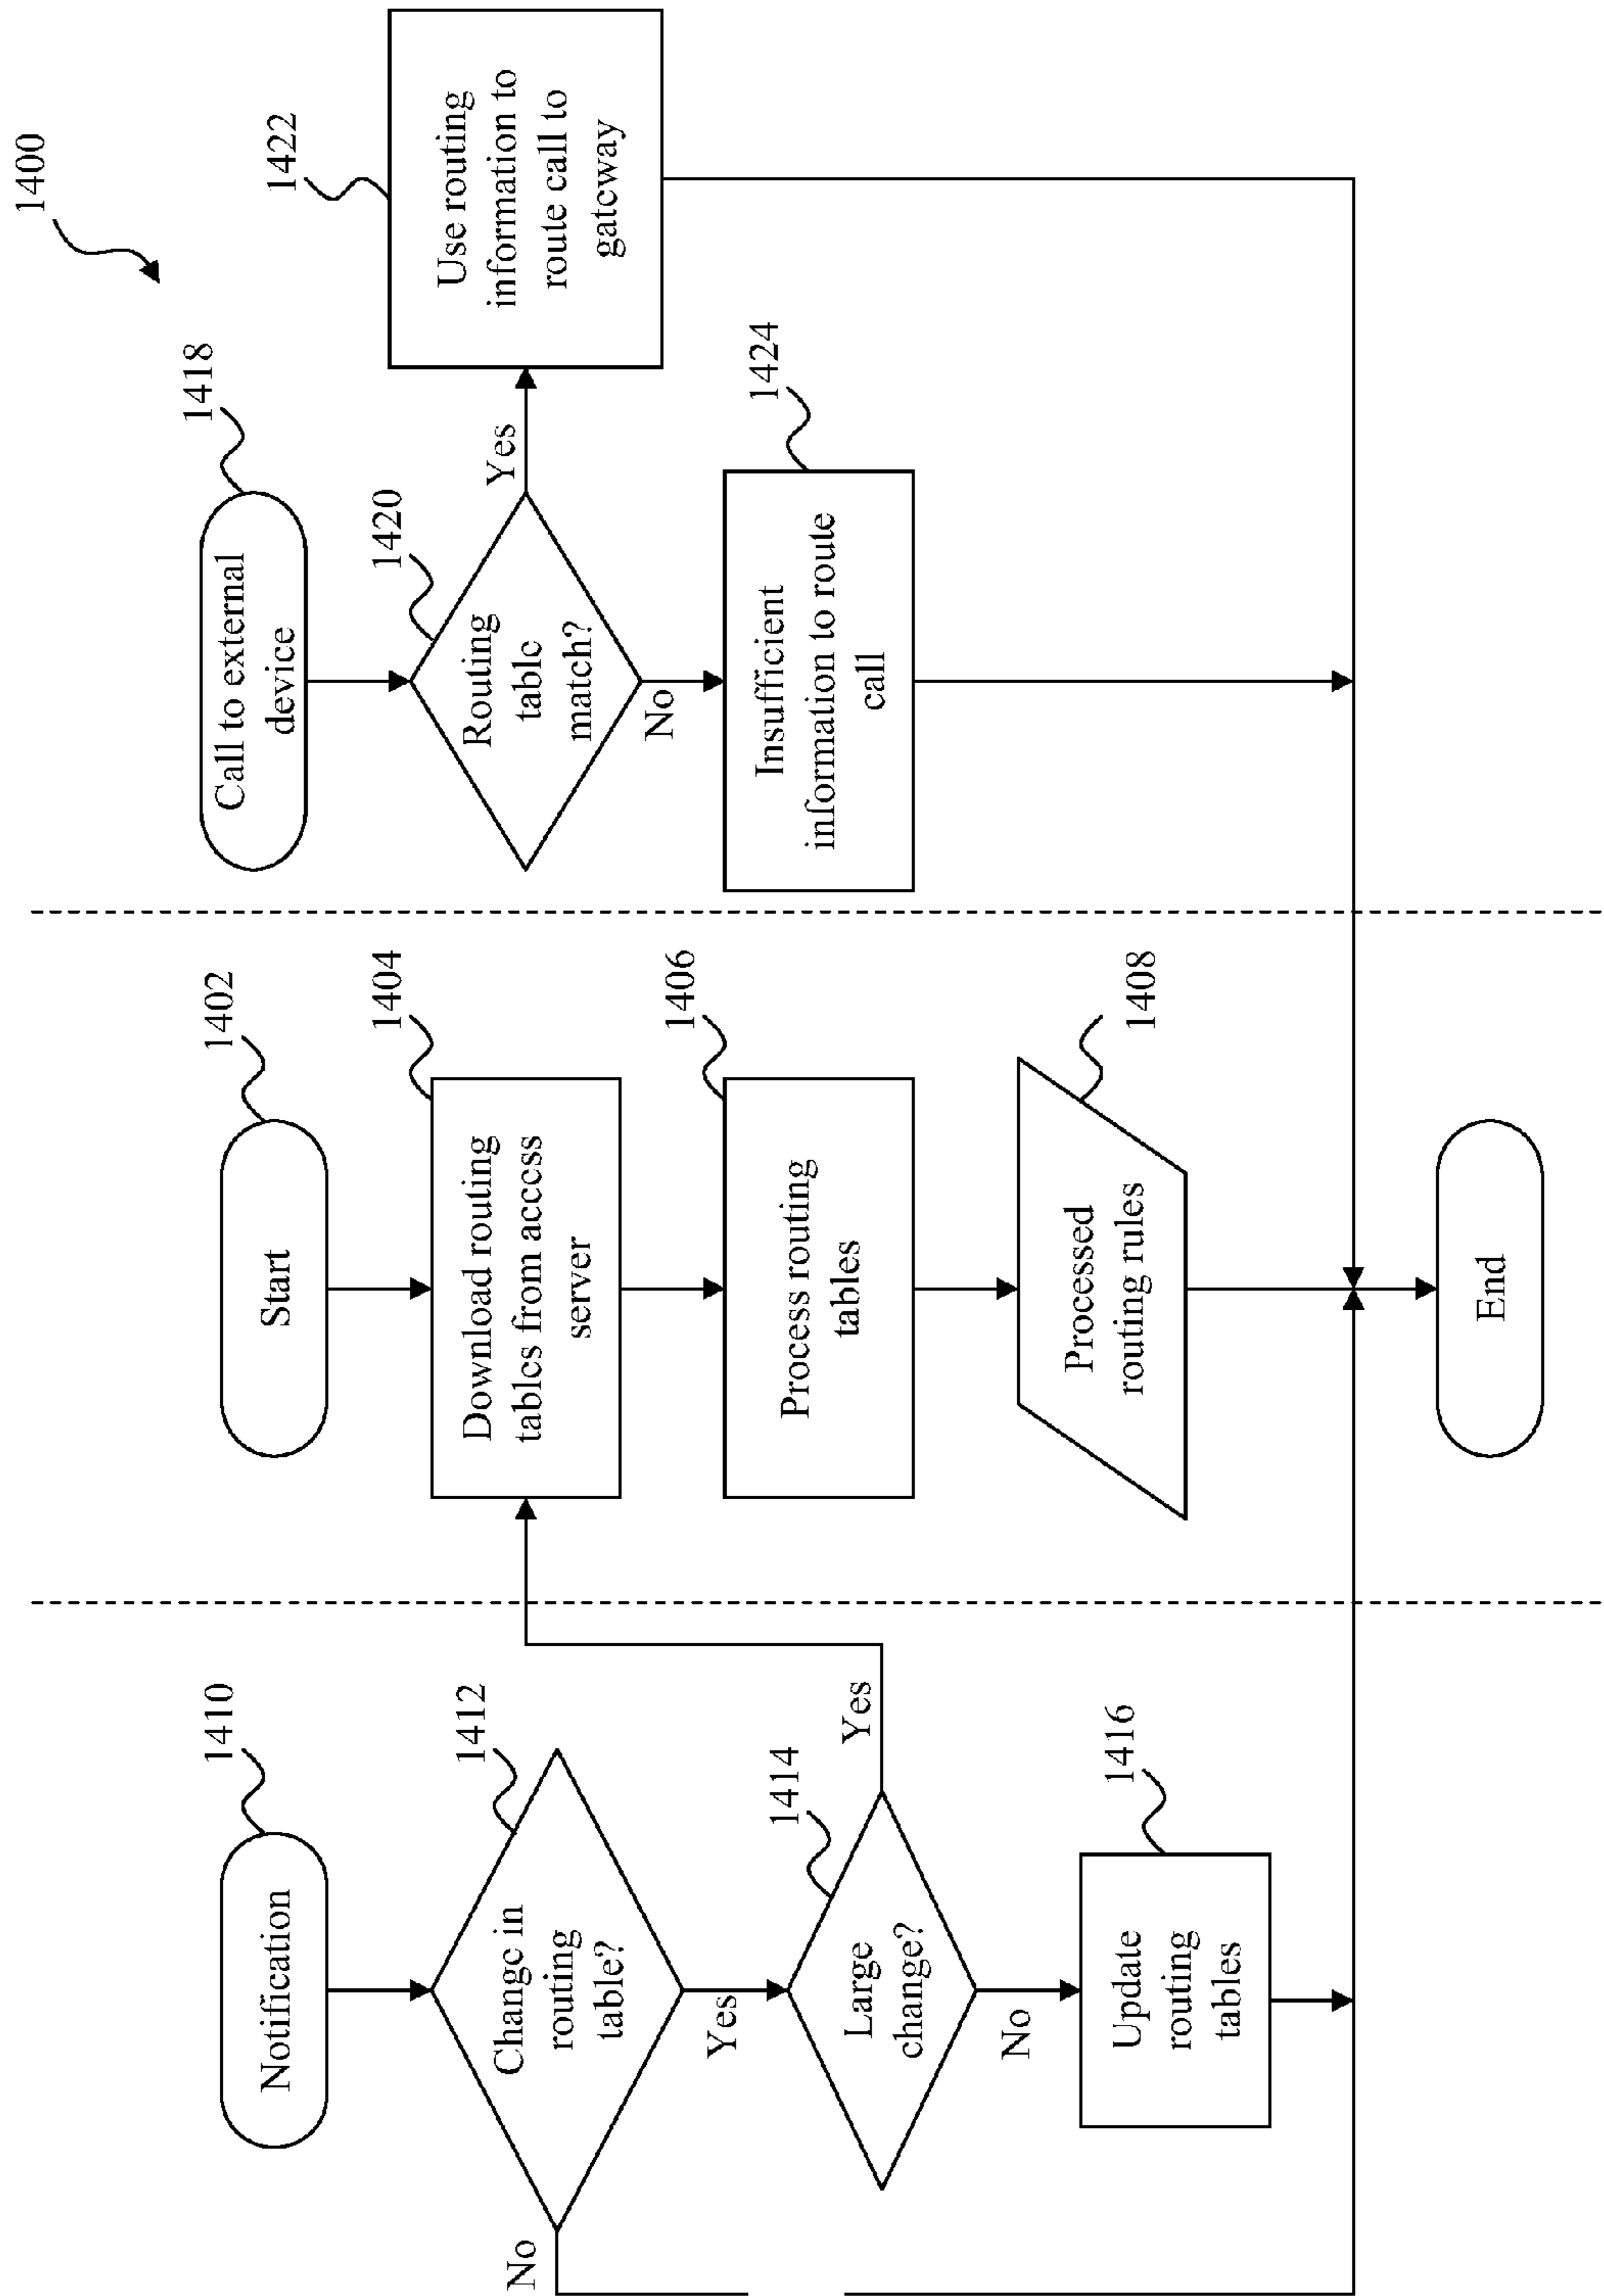 1400
1410
Notification
1412
Change in
routing
table?
No
Yes
1414
Large
change?
Yes
No
1416
Update
routing
tables
1402
Start
1404
Download routing
tables from access
server
1406
Process routing
tables
1408
Processed
routing rules
End
1418
Call to external
device
1420
Routing
table
match?
Yes
No
1422
Use routing
information to
route call to
gateway
1424
Insufficient
information to route
call